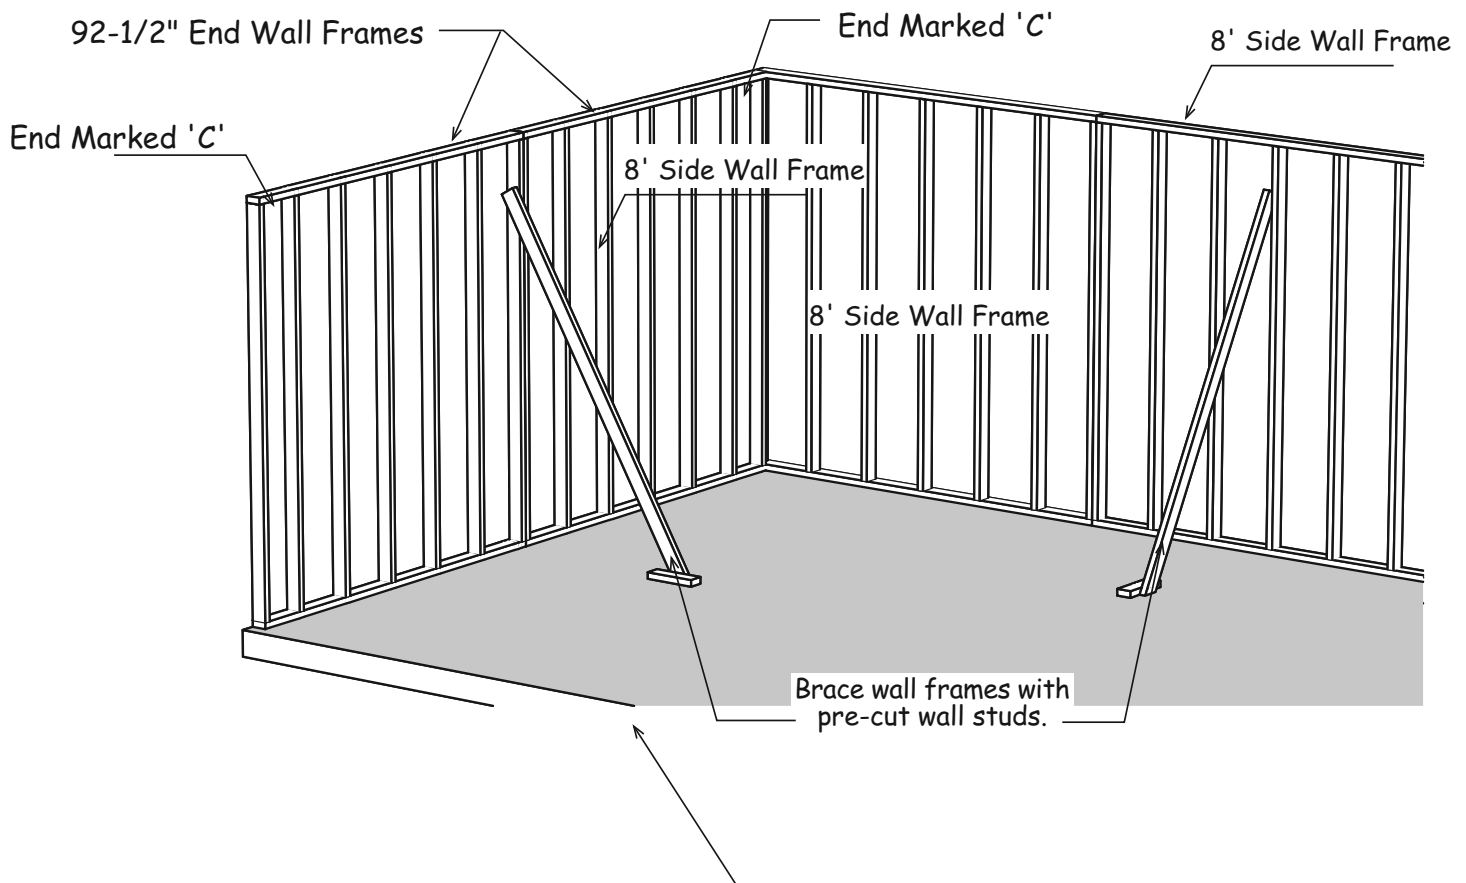 92-1/2" End Wall Frames
End Marked 'C'
8' Side Wall Frame
End Marked 'C'
8' Side Wall Frame
8' Side Wall Frame
Brace wall frames with
pre-cut wall studs.